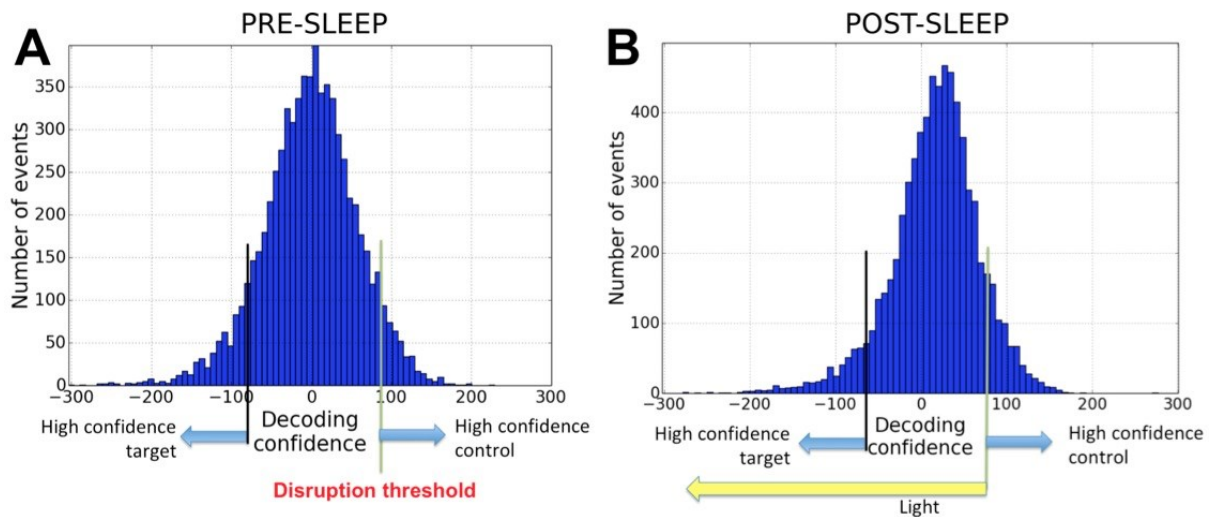 A
PRE-SLEEP
Number of events
350
300
250
200
150
100
50
0
−300 −200 −100 0 100 200 300
High confidence
target
Decoding
confidence
High confidence
control
Disruption threshold
B
POST-SLEEP
Number of events
400
300
200
100
0
−300 −200 −100 0 100 200 300
High confidence
target
Decoding
confidence
High confidence
control
Light